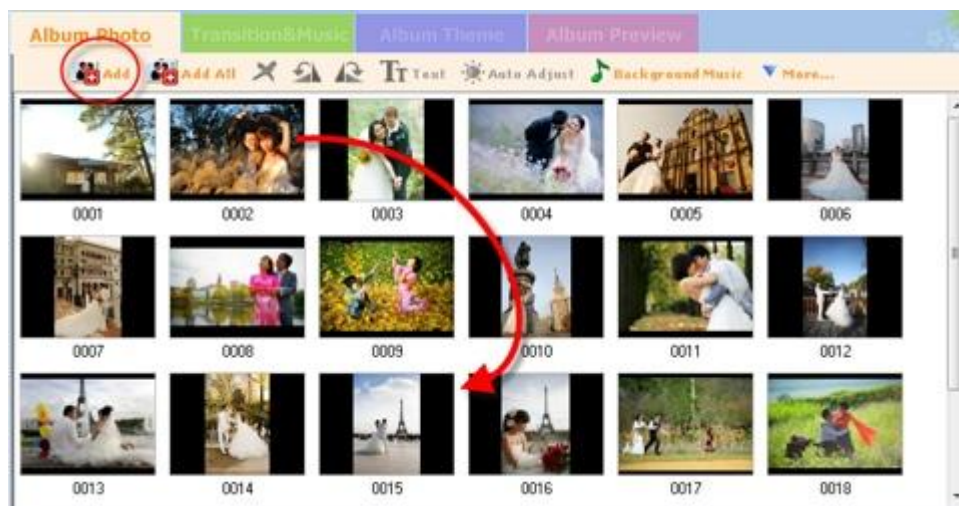 Album Photo Transition&Music Album Theme Album Preview
Add Add All Text Auto Adjust Background Music More...
0001 0002 0003 0004 0005 0006
0007 0008 0009 0010 0011 0012
0013 0014 0015 0016 0017 0018